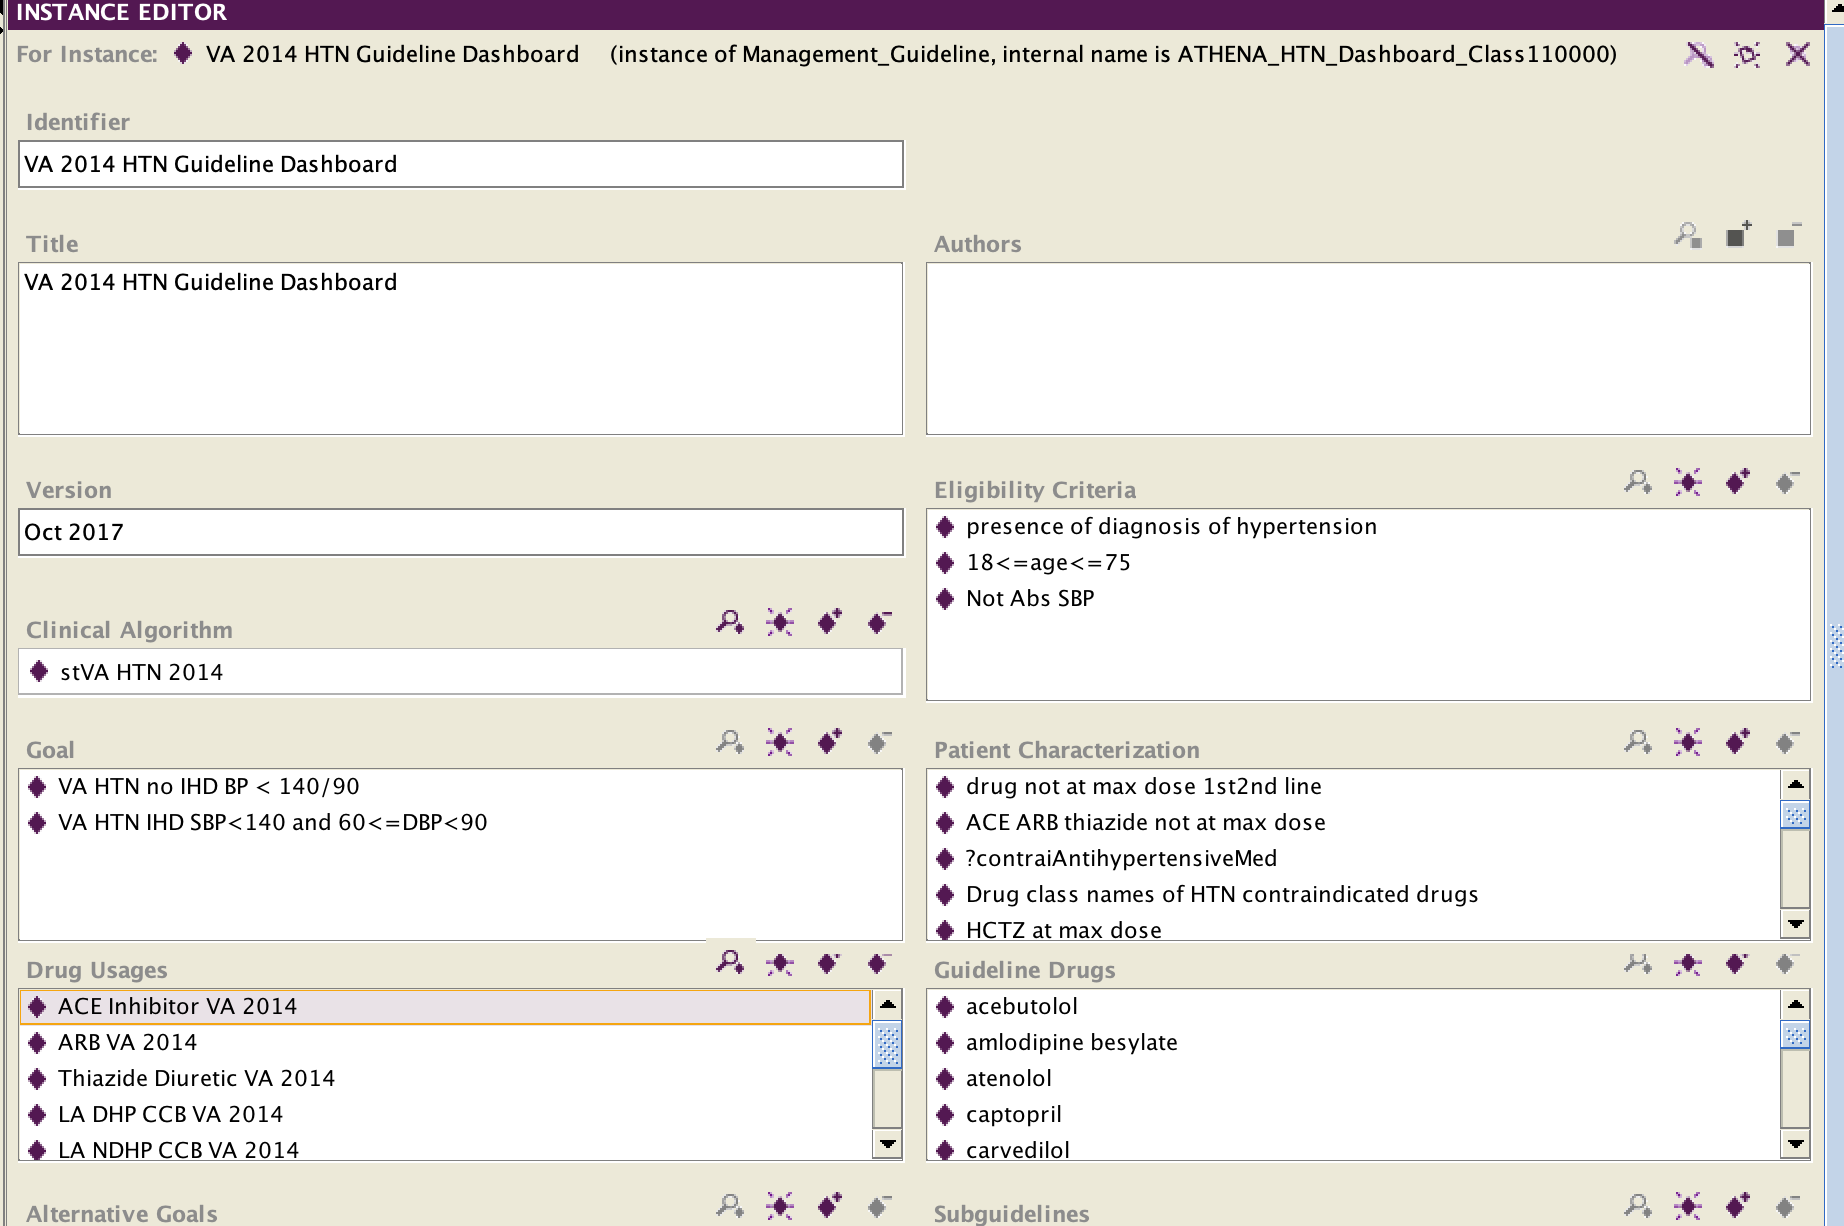 INSTANCE EDITOR
For Instance: VA 2014 HTN Guideline Dashboard (instance of Management_Guideline, internal name is ATHENA_HTN_Dashboard_Class110000)
Identifier
VA 2014 HTN Guideline Dashboard
Title
VA 2014 HTN Guideline Dashboard
Authors
Version
Oct 2017
Eligibility Criteria
presence of diagnosis of hypertension
18<=age<=75
Not Abs SBP
Clinical Algorithm
stVA HTN 2014
Goal
VA HTN no IHD BP < 140/90
VA HTN IHD SBP<140 and 60<=DBP<90
Patient Characterization
drug not at max dose 1st2nd line
ACE ARB thiazide not at max dose
?contraiAntihypertensiveMed
Drug class names of HTN contraindicated drugs
HCTZ at max dose
Drug Usages
ACE Inhibitor VA 2014
ARB VA 2014
Thiazide Diuretic VA 2014
LA DHP CCB VA 2014
LA NDHP CCB VA 2014
Guideline Drugs
acebutolol
amlodipine besylate
atenolol
captopril
carvedilol
Alternative Goals
Subguidelines